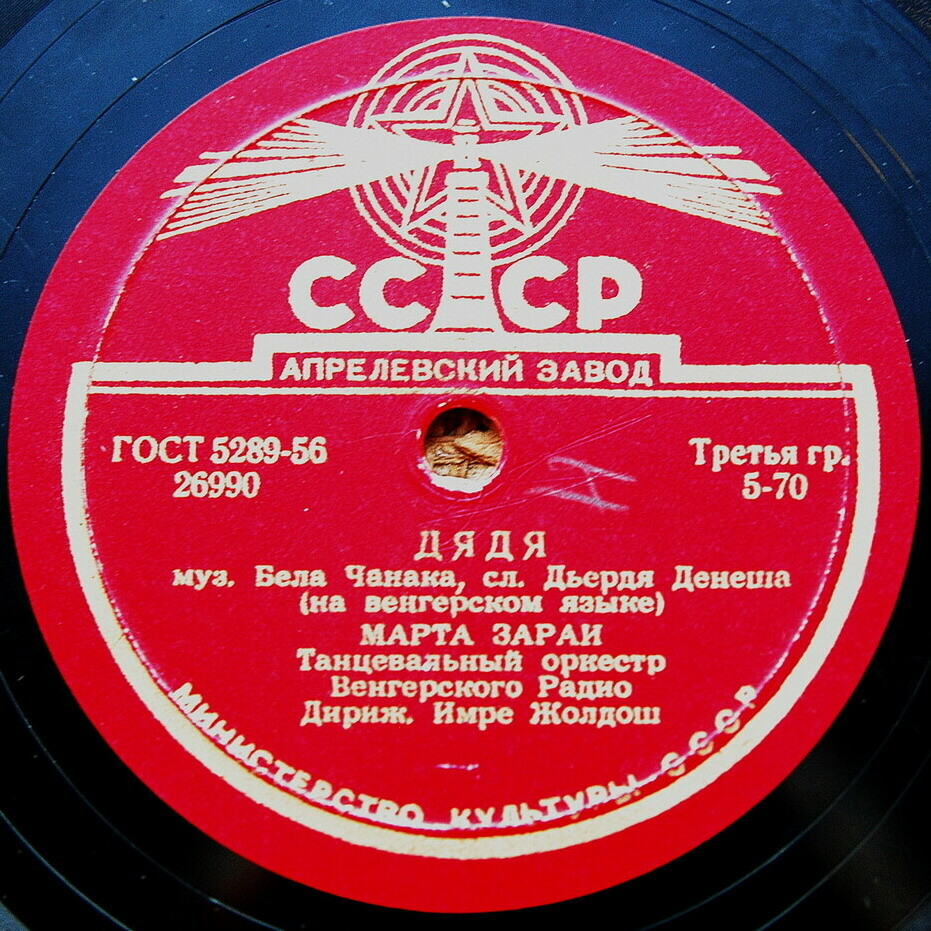 СССР
АПРЕЛЕВСКИЙ ЗАВОД
ГОСТ 5289-56
26990
Третья гр.
5-70
ДЯДЯ
муз. Бела Чанака, сл. Дьердя Денеша
(на венгерском языке)
МАРТА ЗАРАИ
Танцевальный оркестр
Венгерского Радио
Дириж. Имре Жолдош
МИНИСТЕРСТВО КУЛЬТУРЫ СССР